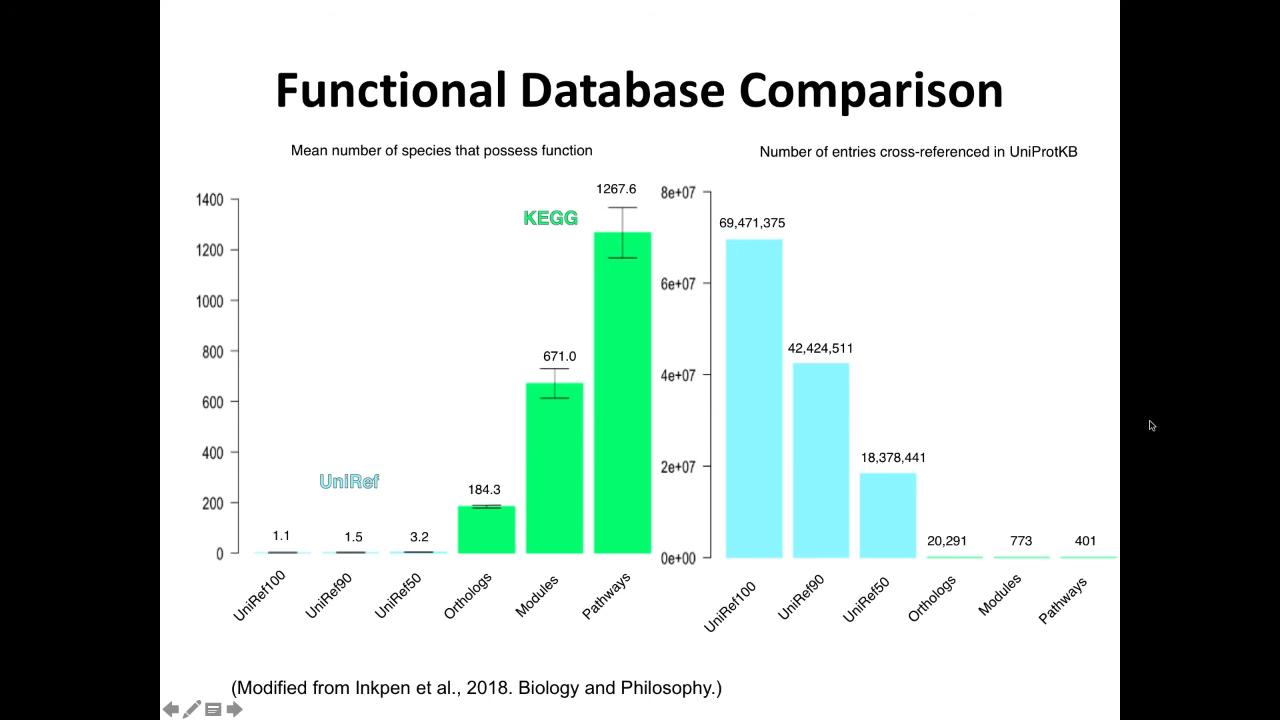 Functional Database Comparison
Mean number of species that possess function
1400
1200
1000
800
600
400
200
0
KEGG
UniRef
1.1
1.5
3.2
184.3
671.0
1267.6
UniRef100
UniRef90
UniRef50
Orthologs
Modules
Pathways
Number of entries cross-referenced in UniProtKB
8e+07
6e+07
4e+07
2e+07
0e+00
69,471,375
42,424,511
18,378,441
20,291
773
401
UniRef100
UniRef90
UniRef50
Orthologs
Modules
Pathways
(Modified from Inkpen et al., 2018. Biology and Philosophy.)